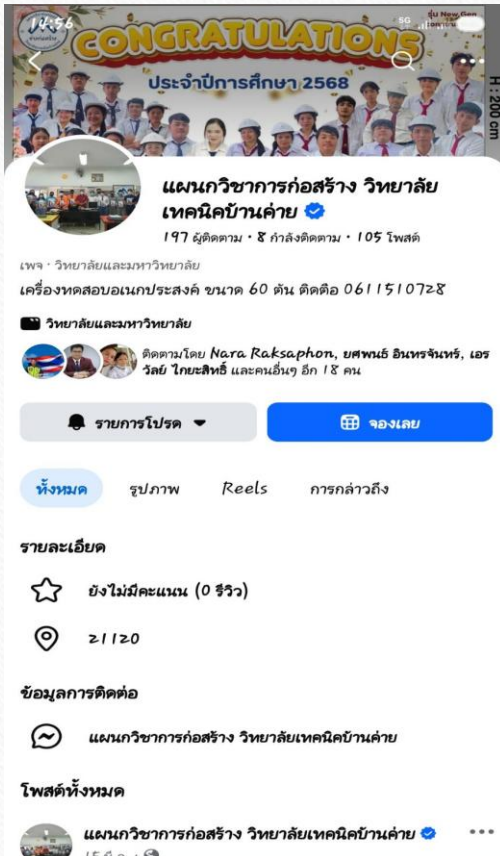 14:56
5G
รุ่น New Gen
CONGRATULATIONS
ประจำปีการศึกษา 2568
H : 200 cm
แผนกวิชาการก่อสร้าง วิทยาลัย
เทคนิคบ้านค่าย
197 ผู้ติดตาม • 8 กำลังติดตาม • 105 โพสต์
เพจ · วิทยาลัยและมหาวิทยาลัย
เครื่องทดสอบอเนกประสงค์ ขนาด 60 ตัน ติดต่อ 0611510728
วิทยาลัยและมหาวิทยาลัย
ติดตามโดย Nara Raksaphon, ยศพนธ์ อินทรจันทร์, เอร
วัลย์ ไกยะสิทธิ์ และคนอื่นๆ อีก 18 คน
รายการโปรด
จองเลย
ทั้งหมด รูปภาพ Reels การกล่าวถึง
รายละเอียด
ยังไม่มีคะแนน (0 รีวิว)
21120
ข้อมูลการติดต่อ
แผนกวิชาการก่อสร้าง วิทยาลัยเทคนิคบ้านค่าย
โพสต์ทั้งหมด
แผนกวิชาการก่อสร้าง วิทยาลัยเทคนิคบ้านค่าย